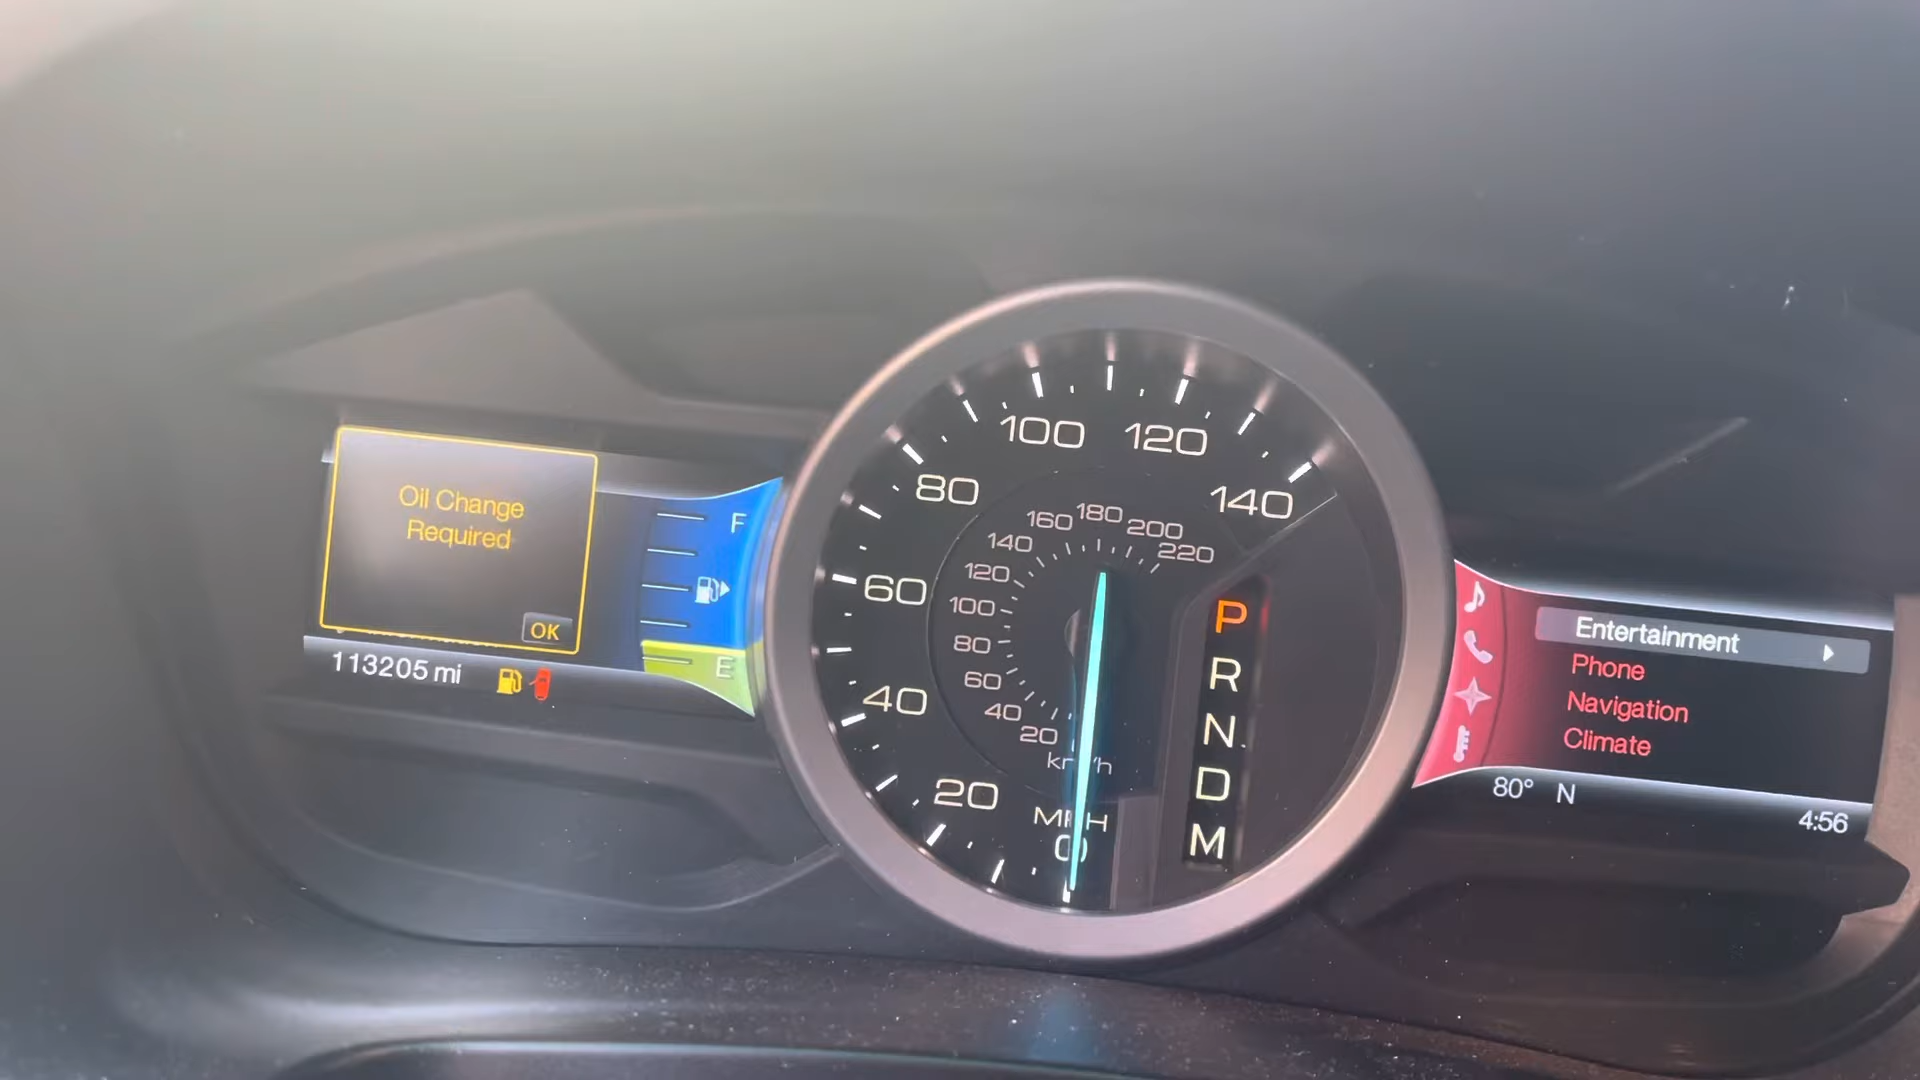 Oil Change
Required
OK
113205 mi
F
E
20
40
60
80
100
120
140
20
40
60
80
100
120
140
160
180
200
220
km/h
MPH
0
P
R
N
D
M
Entertainment
Phone
Navigation
Climate
80° N
4:56